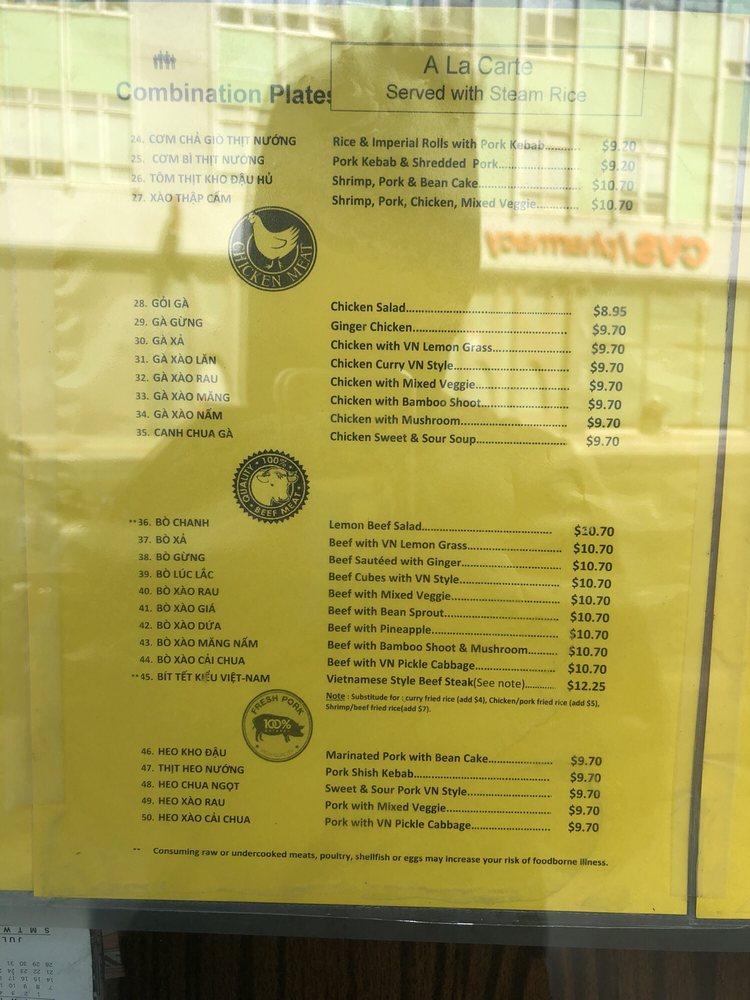 Combination Plates
A La Carte
Served with Steam Rice
24. CƠM CHẢ GIÒ THỊT NƯỚNG Rice & Imperial Rolls with Pork Kebab.......... $9.20
25. CƠM BÌ THỊT NƯỚNG Pork Kebab & Shredded Pork.......... $9.20
26. TÔM THỊT KHO ĐẬU HỦ Shrimp, Pork & Bean Cake.......... $10.70
27. XÀO THẬP CẨM Shrimp, Pork, Chicken, Mixed Veggie.......... $10.70
CVS/pharmacy
CHICKEN MEAT
28. GỎI GÀ Chicken Salad.......... $8.95
29. GÀ GỪNG Ginger Chicken.......... $9.70
30. GÀ XẢ Chicken with VN Lemon Grass.......... $9.70
31. GÀ XÀO LĂN Chicken Curry VN Style.......... $9.70
32. GÀ XÀO RAU Chicken with Mixed Veggie.......... $9.70
33. GÀ XÀO MĂNG Chicken with Bamboo Shoot.......... $9.70
34. GÀ XÀO NẤM Chicken with Mushroom.......... $9.70
35. CANH CHUA GÀ Chicken Sweet & Sour Soup.......... $9.70
QUALITY 100% BEEF MEAT
**36. BÒ CHANH Lemon Beef Salad.......... $10.70
37. BÒ XẢ Beef with VN Lemon Grass.......... $10.70
38. BÒ GỪNG Beef Sautéed with Ginger.......... $10.70
39. BÒ LÚC LẮC Beef Cubes with VN Style.......... $10.70
40. BÒ XÀO RAU Beef with Mixed Veggie.......... $10.70
41. BÒ XÀO GIÁ Beef with Bean Sprout.......... $10.70
42. BÒ XÀO DỨA Beef with Pineapple.......... $10.70
43. BÒ XÀO MĂNG NẤM Beef with Bamboo Shoot & Mushroom.......... $10.70
44. BÒ XÀO CẢI CHUA Beef with VN Pickle Cabbage.......... $10.70
**45. BÍT TẾT KIỂU VIỆT-NAM Vietnamese Style Beef Steak(See note).......... $12.25
Note : Substitude for : curry fried rice (add $4), Chicken/pork fried rice (add $5),
Shrimp/beef fried rice(add $7).
FRESH PORK
100%
46. HEO KHO ĐẬU Marinated Pork with Bean Cake.......... $9.70
47. THỊT HEO NƯỚNG Pork Shish Kebab.......... $9.70
48. HEO CHUA NGỌT Sweet & Sour Pork VN Style.......... $9.70
49. HEO XÀO RAU Pork with Mixed Veggie.......... $9.70
50. HEO XÀO CẢI CHUA Pork with VN Pickle Cabbage.......... $9.70
** Consuming raw or undercooked meats, poultry, shellfish or eggs may increase your risk of foodborne illness.
S M T W
JUL